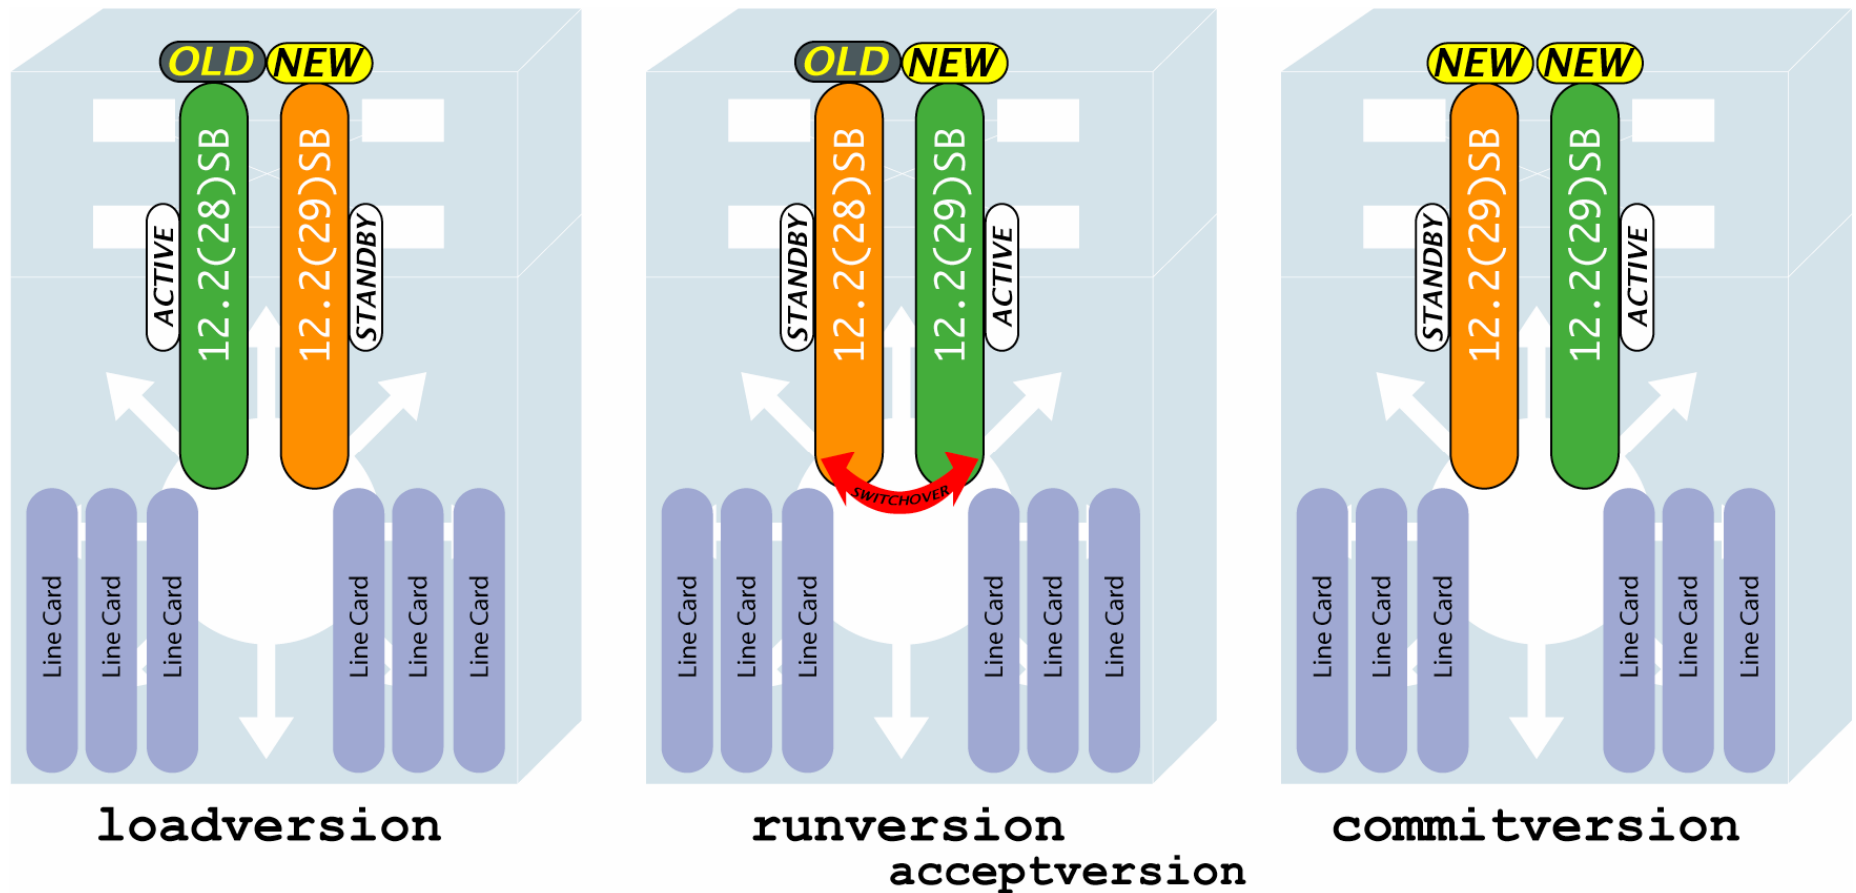 OLD NEW
12.2(28)SB
12.2(29)SB
ACTIVE
STANDBY
Line Card
Line Card
Line Card
Line Card
Line Card
Line Card
loadversion
OLD NEW
12.2(28)SB
12.2(29)SB
STANDBY
ACTIVE
SWITCHOVER
Line Card
Line Card
Line Card
Line Card
Line Card
Line Card
runversion
acceptversion
NEW NEW
12.2(29)SB
12.2(29)SB
STANDBY
ACTIVE
Line Card
Line Card
Line Card
Line Card
Line Card
Line Card
commitversion